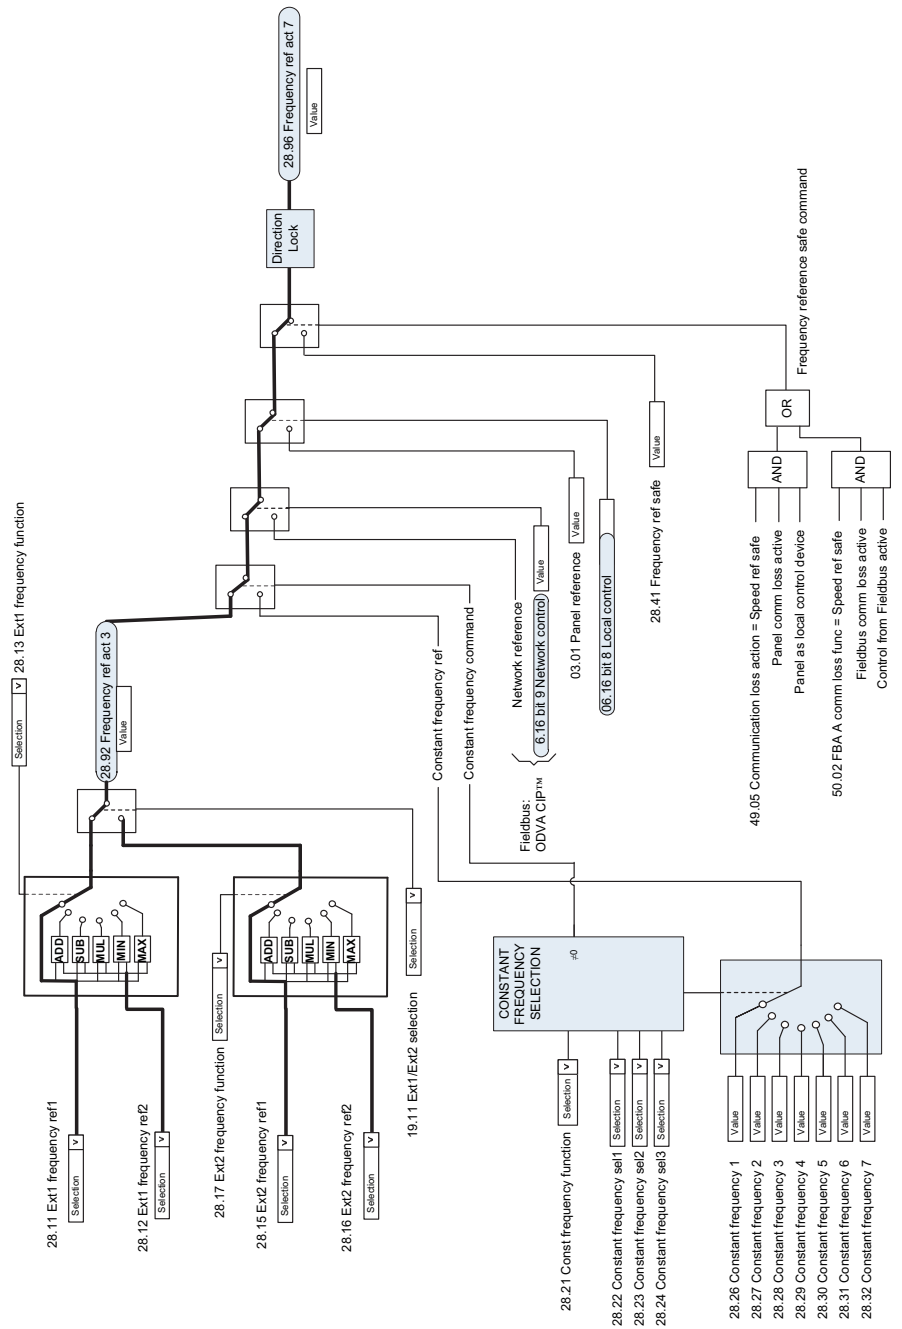 28.11 Ext1 frequency ref1
Selection
v
28.12 Ext1 frequency ref2
Selection
v
ADD
SUB
MUL
MIN
MAX
Selection
v
28.13 Ext1 frequency function
28.17 Ext2 frequency function
Selection
v
28.15 Ext2 frequency ref1
Selection
v
28.16 Ext2 frequency ref2
Selection
v
ADD
SUB
MUL
MIN
MAX
19.11 Ext1/Ext2 selection
Selection
v
28.92 Frequency ref act 3
Value
28.21 Const frequency function
Selection
v
28.22 Constant frequency sel1
Selection
v
28.23 Constant frequency sel2
Selection
v
28.24 Constant frequency sel3
Selection
v
CONSTANT
FREQUENCY
SELECTION
≠0
28.26 Constant frequency 1
Value
28.27 Constant frequency 2
Value
28.28 Constant frequency 3
Value
28.29 Constant frequency 4
Value
28.30 Constant frequency 5
Value
28.31 Constant frequency 6
Value
28.32 Constant frequency 7
Value
Constant frequency ref
Constant frequency command
Fieldbus:
ODVA CIP™
Network reference
6.16 bit 9 Network control
Value
03.01 Panel reference
Value
06.16 bit 8 Local control
28.41 Frequency ref safe
Value
49.05 Communication loss action = Speed ref safe
Panel comm loss active
Panel as local control device
AND
50.02 FBA A comm loss func = Speed ref safe
Fieldbus comm loss active
Control from Fieldbus active
AND
OR
Frequency reference safe command
Direction
Lock
28.96 Frequency ref act 7
Value